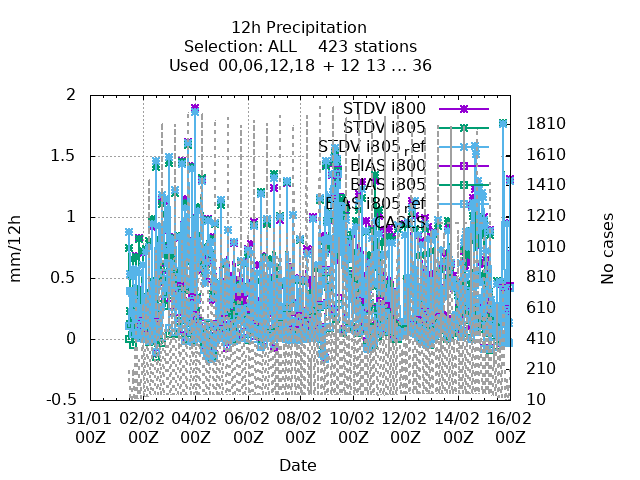 12h Precipitation
Selection: ALL 423 stations
Used 00,06,12,18 + 12 13 ... 36
STDV i800
STDV i805
STDV i805_ref
BIAS i800
BIAS i805
BIAS i805_ref
CASES
2
1.5
1
0.5
0
-0.5
mm/12h
1810
1610
1410
1210
1010
810
610
410
210
10
No cases
31/01 02/02 04/02 06/02 08/02 10/02 12/02 14/02 16/02
00Z 00Z 00Z 00Z 00Z 00Z 00Z 00Z 00Z
Date